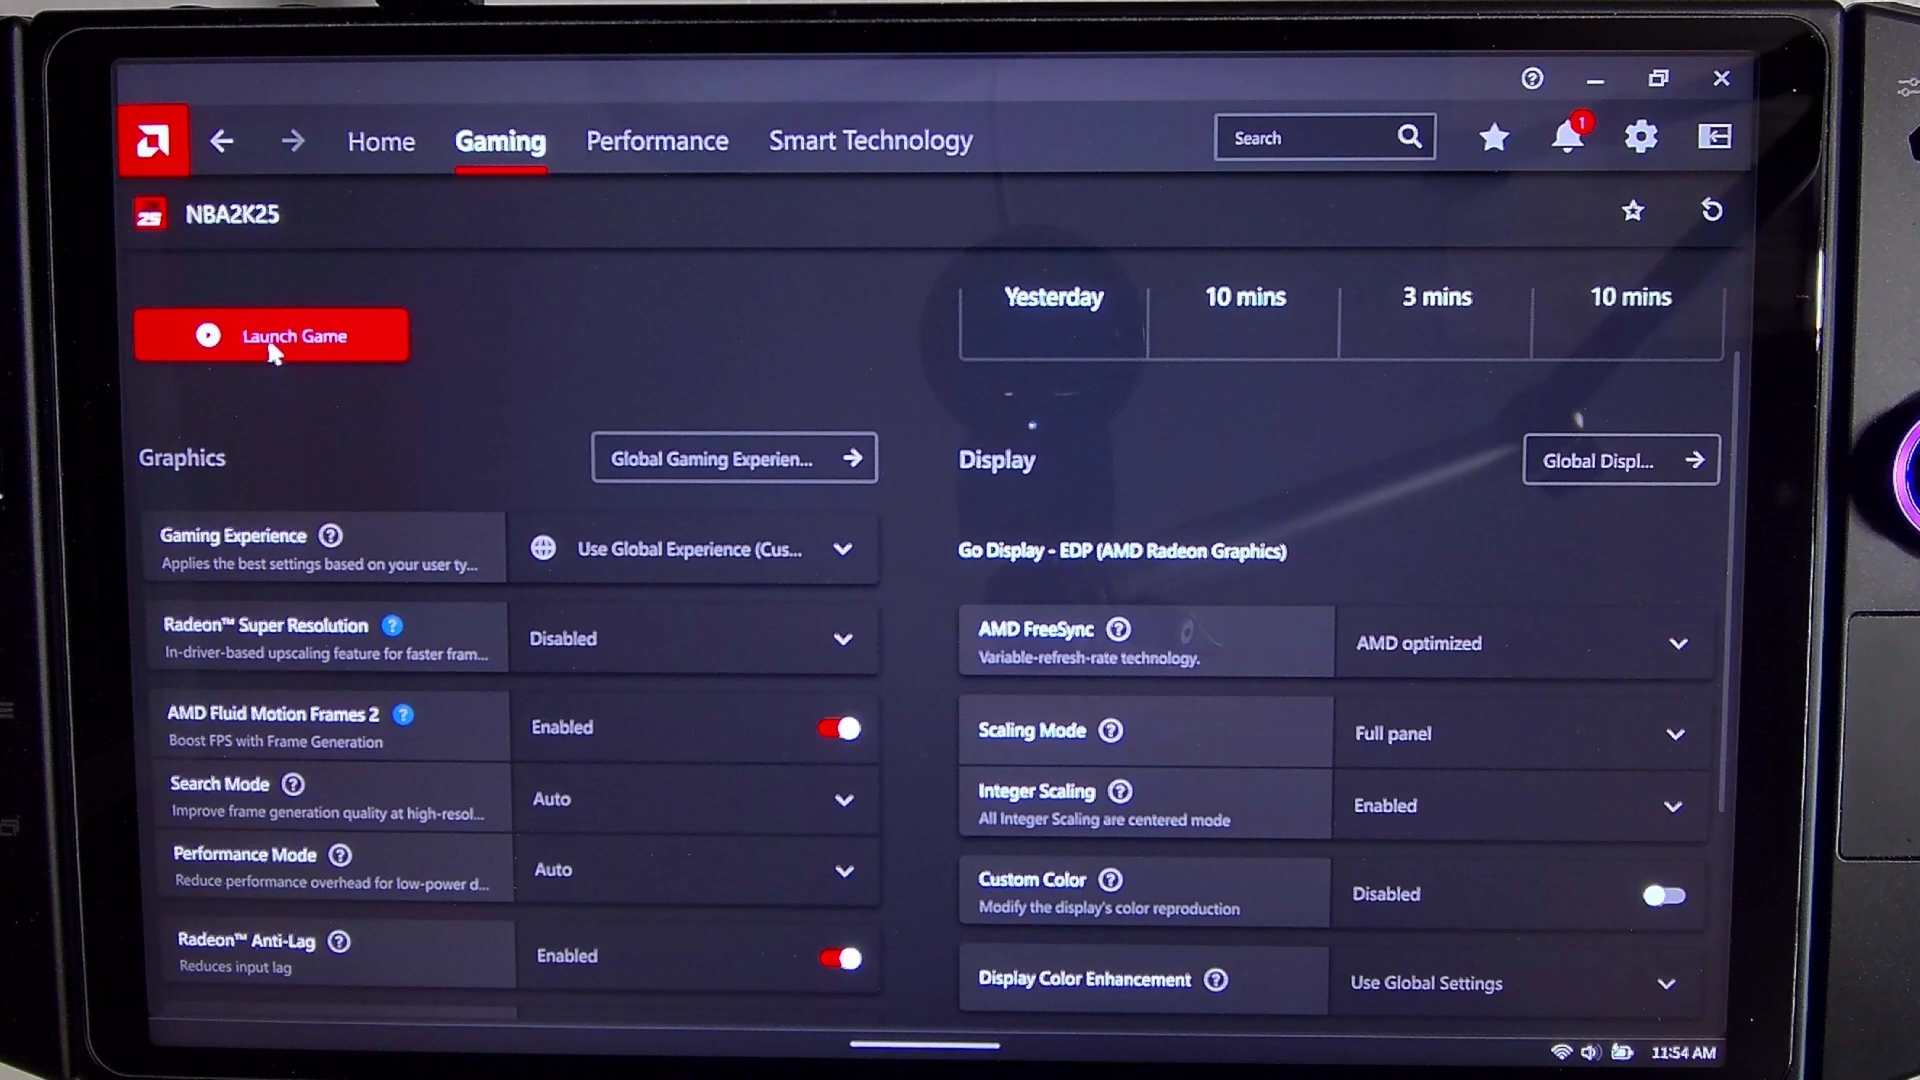 Home
Gaming
Performance
Smart Technology
Search
1
25
NBA2K25
Launch Game
Yesterday
10 mins
3 mins
10 mins
Graphics
Global Gaming Experien...
Gaming Experience
Applies the best settings based on your user ty...
Use Global Experience (Cus...
Radeon™ Super Resolution
In-driver-based upscaling feature for faster fram...
Disabled
AMD Fluid Motion Frames 2
Boost FPS with Frame Generation
Enabled
Search Mode
Improve frame generation quality at high-resol...
Auto
Performance Mode
Reduce performance overhead for low-power d...
Auto
Radeon™ Anti-Lag
Reduces input lag
Enabled
Display
Global Displ...
Go Display - EDP (AMD Radeon Graphics)
AMD FreeSync
Variable-refresh-rate technology.
AMD optimized
Scaling Mode
Full panel
Integer Scaling
All Integer Scaling are centered mode
Enabled
Custom Color
Modify the display's color reproduction
Disabled
Display Color Enhancement
Use Global Settings
11:54 AM